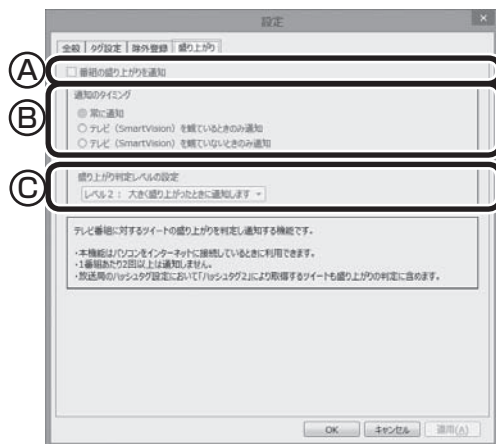 設定
×
全般 タグ設定 除外登録 盛り上がり
Ⓐ
番組の盛り上がりを通知
Ⓑ
通知のタイミング
常に通知
テレビ（SmartVision）を観ているときのみ通知
テレビ（SmartVision）を観ていないときのみ通知
Ⓒ
盛り上がり判定レベルの設定
レベル2： 大きく盛り上がったときに通知します
テレビ番組に対するツイートの盛り上がりを判定し通知する機能です。
・本機能はパソコンをインターネットに接続しているときに利用できます。
・1番組あたり2回以上は通知しません。
・放送局のハッシュタグ設定において「ハッシュタグ2」により取得するツイートも盛り上がりの判定に含めます。
OK キャンセル 適用(A)